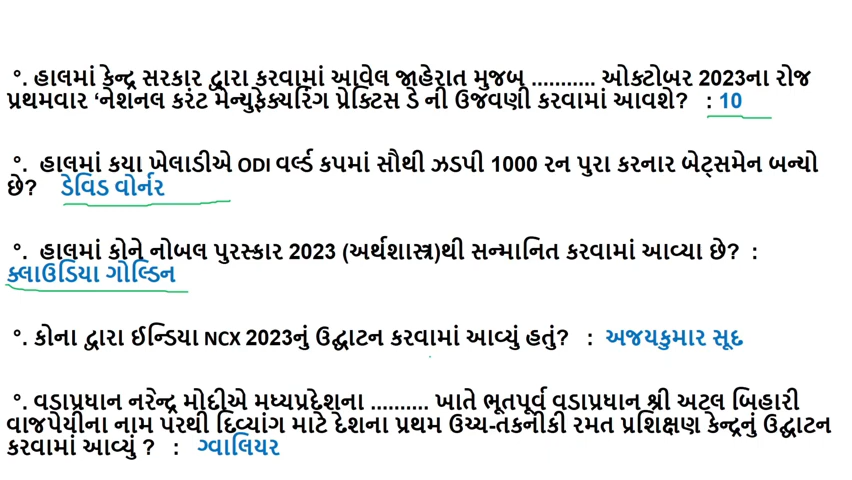 °. હાલમાં કેન્દ્ર સરકાર દ્વારા કરવામાં આવેલ જાહેરાત મુજબ ........... ઓક્ટોબર 2023ના રોજ
પ્રથમવાર ‘નેશનલ કરંટ મેન્યુફેક્ચરિંગ પ્રેક્ટિસ ડે ની ઉજવણી કરવામાં આવશે? : 10
°. હાલમાં કયા ખેલાડીએ ODI વર્લ્ડ કપમાં સૌથી ઝડપી 1000 રન પુરા કરનાર બેટ્સમેન બન્યો
છે? ડેવિડ વોર્નર
°. હાલમાં કોને નોબલ પુરસ્કાર 2023 (અર્થશાસ્ત્ર)થી સન્માનિત કરવામાં આવ્યા છે? :
ક્લાઉડિયા ગોલ્ડિન
°. કોના દ્વારા ઈન્ડિયા NCX 2023નું ઉદ્ઘાટન કરવામાં આવ્યું હતું? : અજયકુમાર સૂદ
°. વડાપ્રધાન નરેન્દ્ર મોદીએ મધ્યપ્રદેશના .......... ખાતે ભૂતપૂર્વ વડાપ્રધાન શ્રી અટલ બિહારી
વાજપેયીના નામ પરથી દિવ્યાંગ માટે દેશના પ્રથમ ઉચ્ચ-તકનીકી રમત પ્રશિક્ષણ કેન્દ્રનું ઉદ્ઘાટન
કરવામાં આવ્યું ? : ગ્વાલિયર